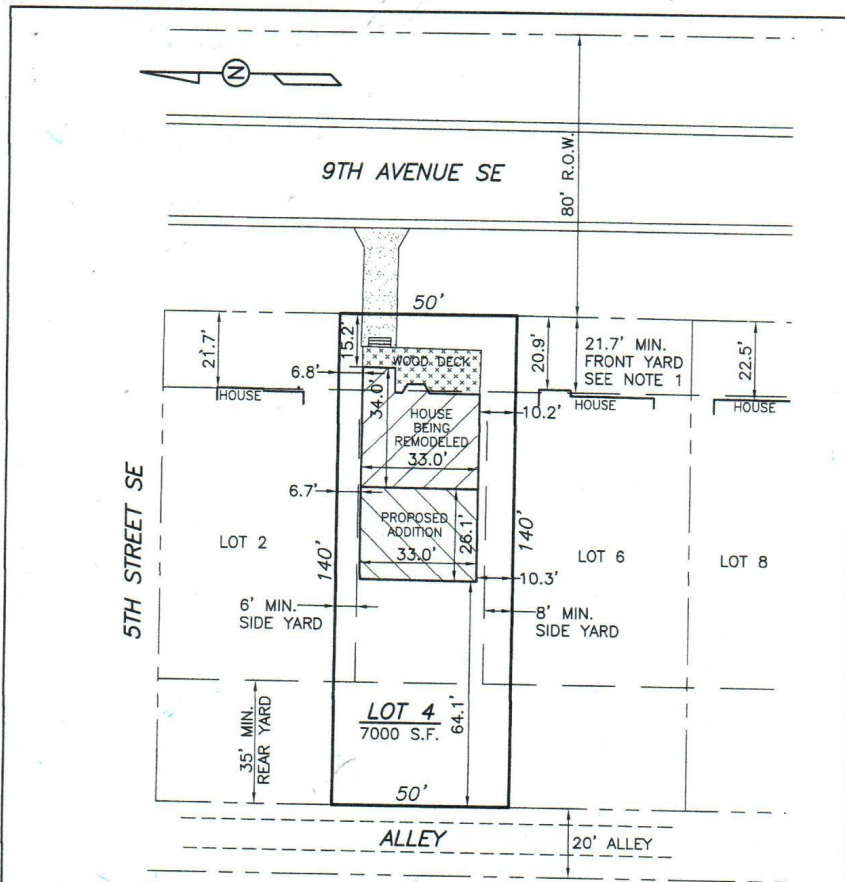 N
9TH AVENUE SE
80' R.O.W.
50'
21.7'
15.2'
WOOD DECK
20.9'
21.7' MIN.
FRONT YARD
SEE NOTE 1
22.5'
6.8'
34.0'
HOUSE
HOUSE
BEING
REMODELED
33.0'
10.2'
HOUSE
HOUSE
5TH STREET SE
6.7'
PROPOSED
ADDITION
33.0'
26.1'
LOT 2
140'
140'
LOT 6
LOT 8
10.3'
6' MIN.
SIDE YARD
8' MIN.
SIDE YARD
35' MIN.
REAR YARD
LOT 4
7000 S.F.
64.1'
50'
ALLEY
20' ALLEY